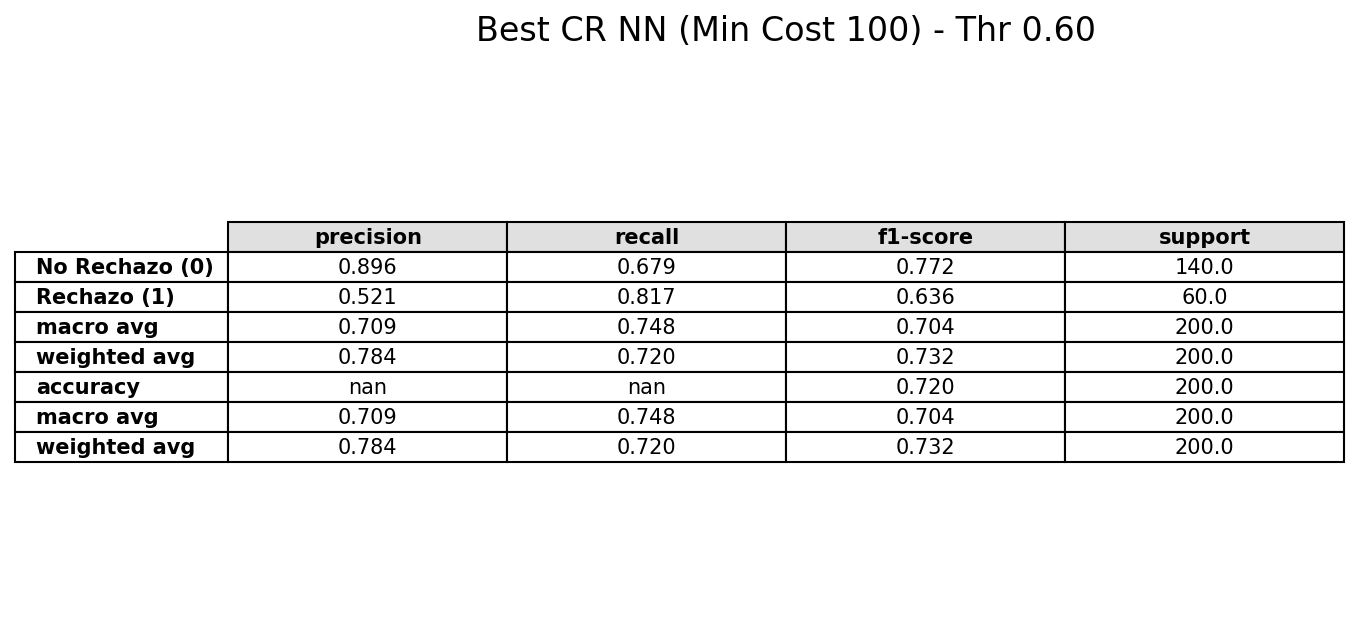 Best CR NN (Min Cost 100) - Thr 0.60
precision recall f1-score support
No Rechazo (0) 0.896 0.679 0.772 140.0
Rechazo (1) 0.521 0.817 0.636 60.0
macro avg 0.709 0.748 0.704 200.0
weighted avg 0.784 0.720 0.732 200.0
accuracy nan nan 0.720 200.0
macro avg 0.709 0.748 0.704 200.0
weighted avg 0.784 0.720 0.732 200.0